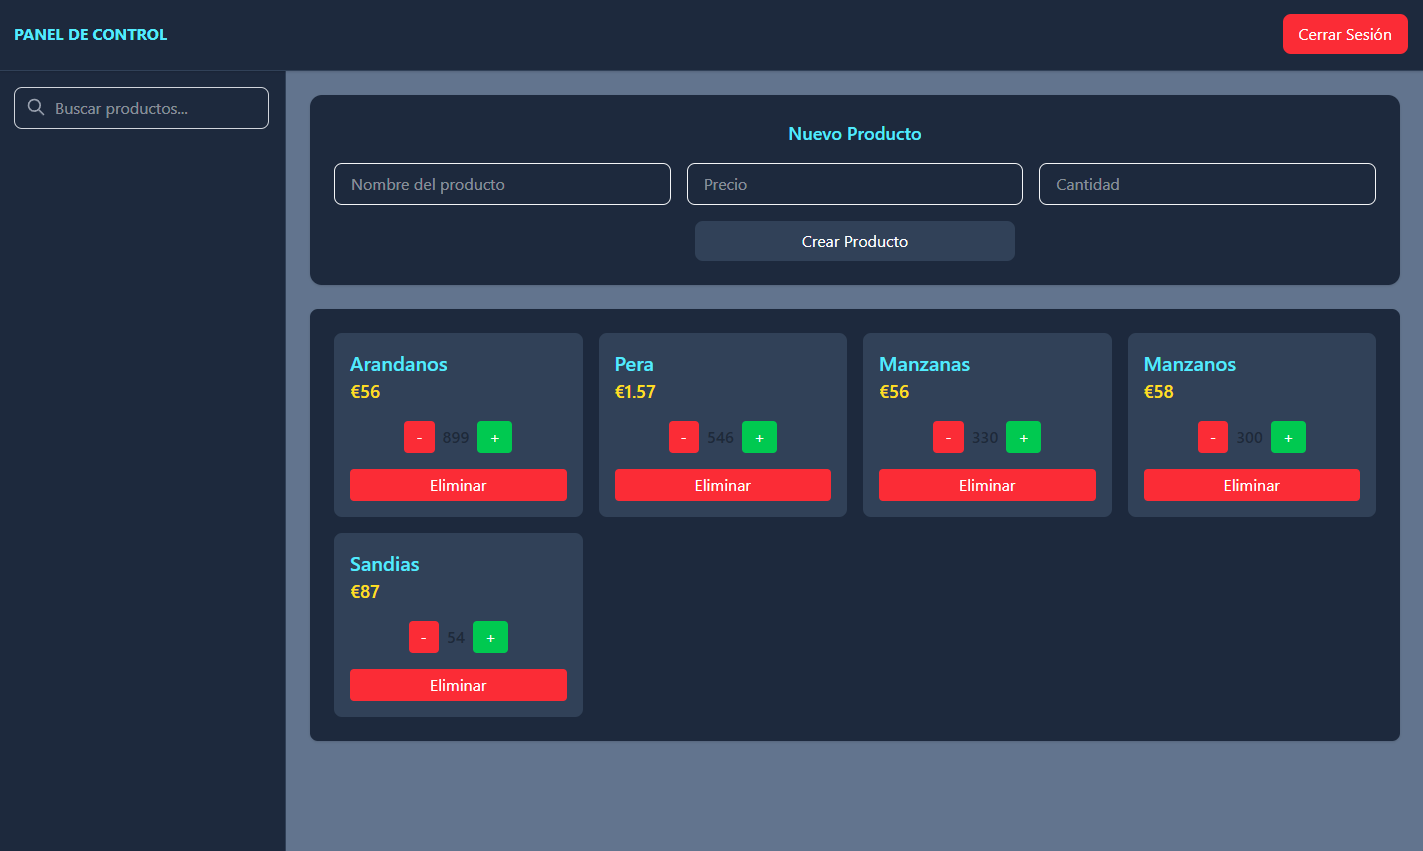 PANEL DE CONTROL
Cerrar Sesión
Buscar productos...
Nuevo Producto
Nombre del producto
Precio
Cantidad
Crear Producto
Arandanos
€56
- 899 +
Eliminar
Pera
€1.57
- 546 +
Eliminar
Manzanas
€56
- 330 +
Eliminar
Manzanos
€58
- 300 +
Eliminar
Sandias
€87
- 54 +
Eliminar